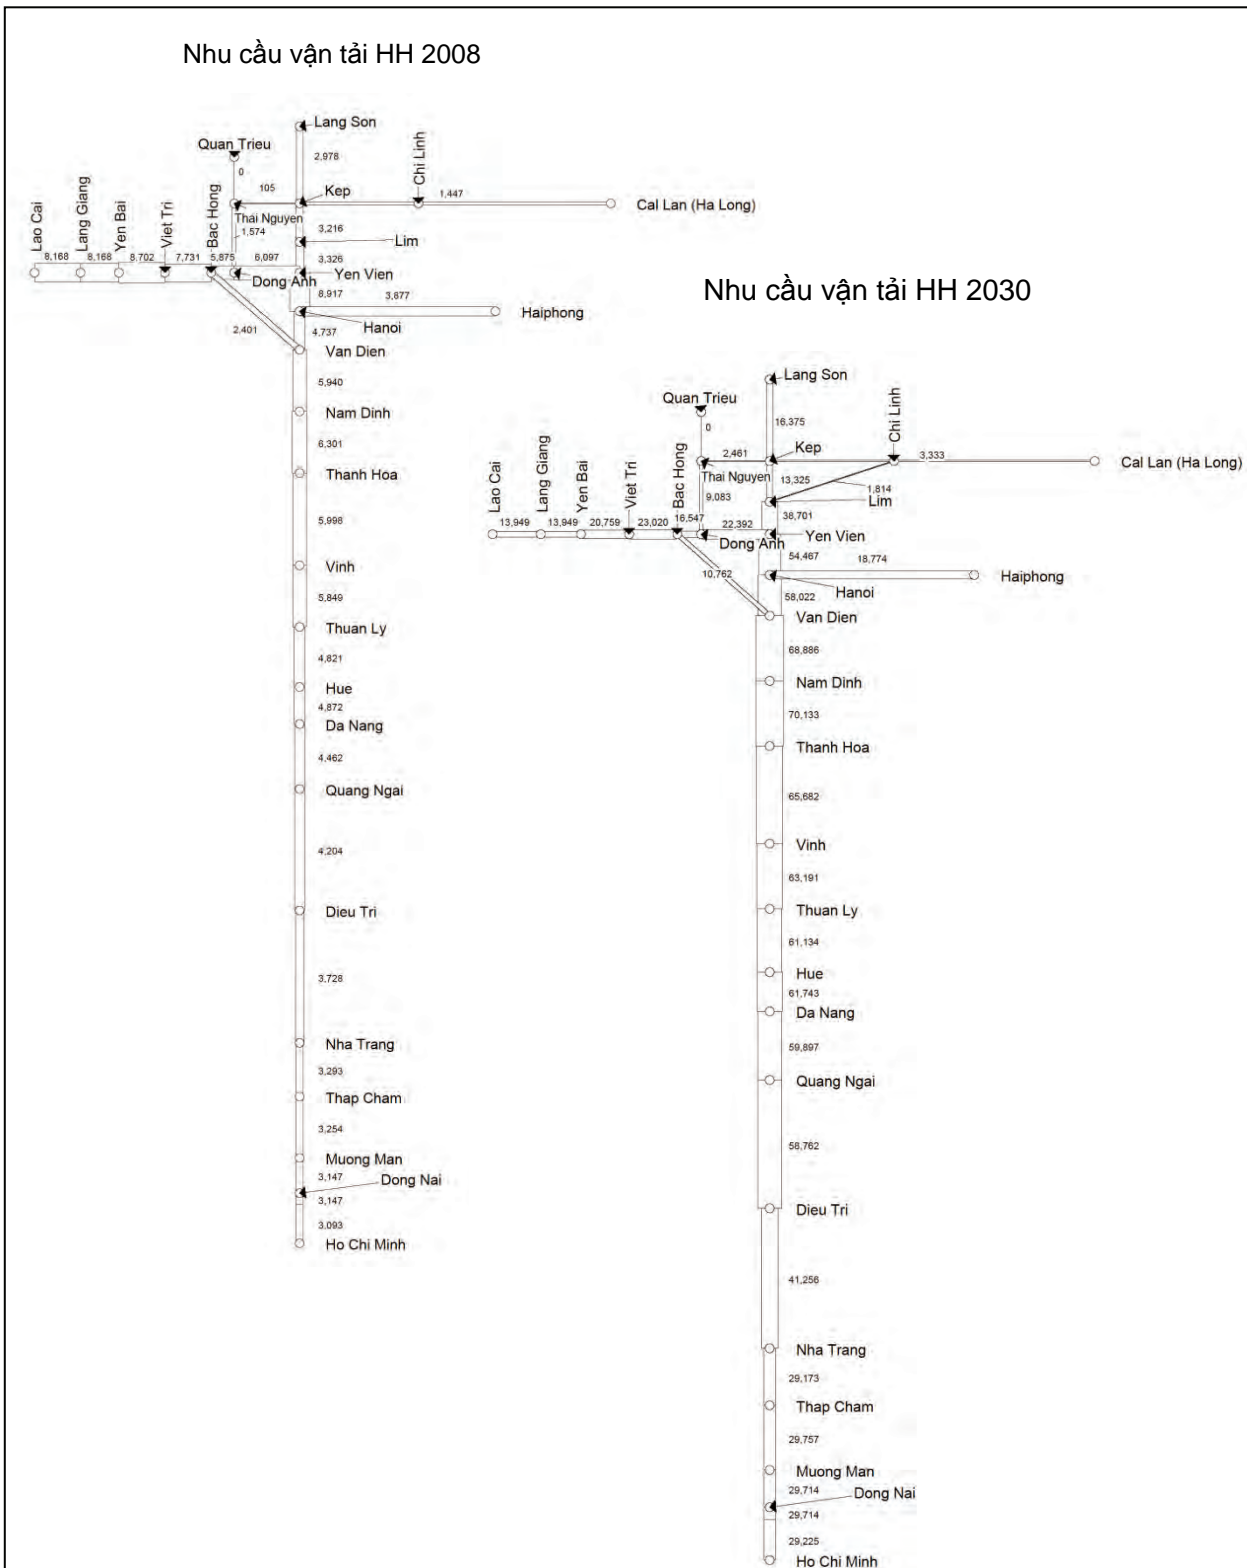 Nhu cầu vận tải HH 2008
Lang Son
Quan Trieu
2,978
0
Chi Linh
105
Kep
1,447
Cal Lan (Ha Long)
Thai Nguyen
Lao Cai
Lang Giang
Yen Bai
Viet Tri
Bac Hong
1,574
3,216
Lim
8,168
8,168
8,702
7,731
5,875
6,097
3,326
Dong Anh
Yen Vien
8,917
3,877
Haiphong
Hanoi
2,401
4,737
Van Dien
5,940
Nam Dinh
6,301
Thanh Hoa
5,998
Vinh
5,849
Thuan Ly
4,821
Hue
4,872
Da Nang
4,462
Quang Ngai
4,204
Dieu Tri
3,728
Nha Trang
3,293
Thap Cham
3,254
Muong Man
3,147
Dong Nai
3,147
3,093
Ho Chi Minh
Nhu cầu vận tải HH 2030
Lang Son
Quan Trieu
16,375
0
Chi Linh
2,461
Kep
3,333
Cal Lan (Ha Long)
Thai Nguyen
13,325
1,814
Lao Cai
Lang Giang
Yen Bai
Viet Tri
Bac Hong
9,083
Lim
38,701
13,949
13,949
20,759
23,020
16,547
22,392
Dong Anh
Yen Vien
54,467
18,774
Haiphong
10,762
Hanoi
58,022
Van Dien
68,886
Nam Dinh
70,133
Thanh Hoa
65,682
Vinh
63,191
Thuan Ly
61,134
Hue
61,743
Da Nang
59,897
Quang Ngai
58,762
Dieu Tri
41,256
Nha Trang
29,173
Thap Cham
29,757
Muong Man
29,714
Dong Nai
29,714
29,225
Ho Chi Minh